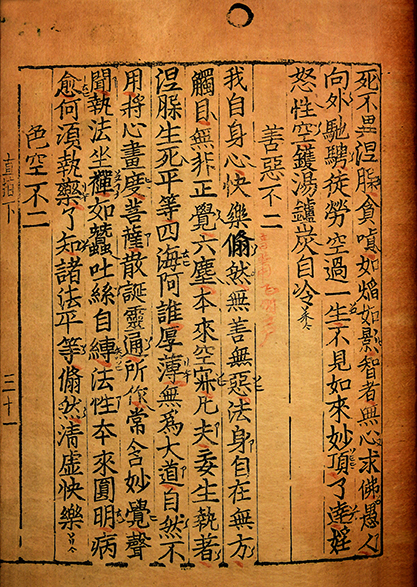 死不異涅槃貪嗔如焰如影智者無心求佛愚人
向外馳騁徒勞空過一生不見如來妙頂了達婬
怒性空鑊湯鑪炭自冷
善惡不二
我自身心快樂翛然無善無惡法身自在無方
觸目無非正覺六塵本來空寂凡夫妄生執著
涅槃生死平等四海阿誰厚薄無爲大道自然不
用將心畫度菩薩散誕靈通所作常含妙覺聲
聞執法坐禪如蠶吐絲自縛法性本來圓明病
愈何須執藥了知諸法平等翛然清虛快樂
色空不二
直指下 三十一